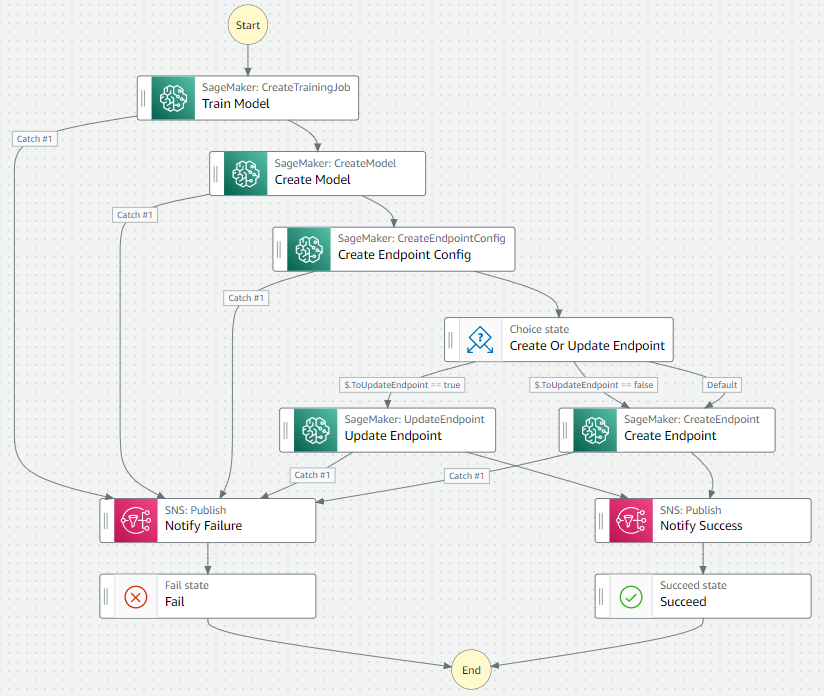 Start
SageMaker: CreateTrainingJob
Train Model
Catch #1
SageMaker: CreateModel
Create Model
Catch #1
SageMaker: CreateEndpointConfig
Create Endpoint Config
Catch #1
Choice state
Create Or Update Endpoint
$.ToUpdateEndpoint == true
$.ToUpdateEndpoint == false
Default
SageMaker: UpdateEndpoint
Update Endpoint
SageMaker: CreateEndpoint
Create Endpoint
Catch #1
Catch #1
SNS: Publish
Notify Failure
SNS: Publish
Notify Success
Fail state
Fail
Succeed state
Succeed
End